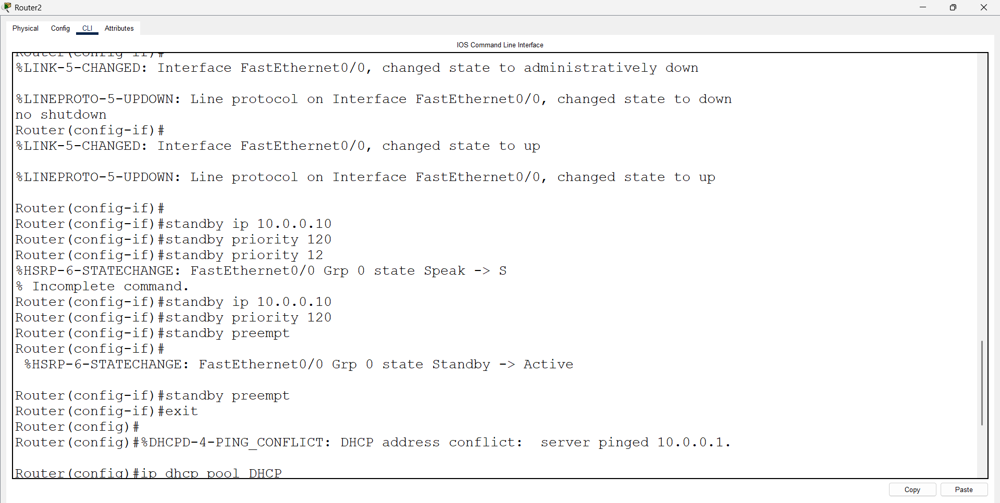 Router2
Physical Config CLI Attributes
IOS Command Line Interface
Router(config-if)#
%LINK-5-CHANGED: Interface FastEthernet0/0, changed state to administratively down
%LINEPROTO-5-UPDOWN: Line protocol on Interface FastEthernet0/0, changed state to down
no shutdown
Router(config-if)#
%LINK-5-CHANGED: Interface FastEthernet0/0, changed state to up
%LINEPROTO-5-UPDOWN: Line protocol on Interface FastEthernet0/0, changed state to up
Router(config-if)#
Router(config-if)#standby ip 10.0.0.10
Router(config-if)#standby priority 120
Router(config-if)#standby priority 12
%HSRP-6-STATECHANGE: FastEthernet0/0 Grp 0 state Speak -> S
% Incomplete command.
Router(config-if)#standby ip 10.0.0.10
Router(config-if)#standby priority 120
Router(config-if)#standby preempt
Router(config-if)#
%HSRP-6-STATECHANGE: FastEthernet0/0 Grp 0 state Standby -> Active
Router(config-if)#standby preempt
Router(config-if)#exit
Router(config)#
Router(config)#%DHCPD-4-PING_CONFLICT: DHCP address conflict:  server pinged 10.0.0.1.
Router(config)#ip dhcp pool DHCP
Copy Paste